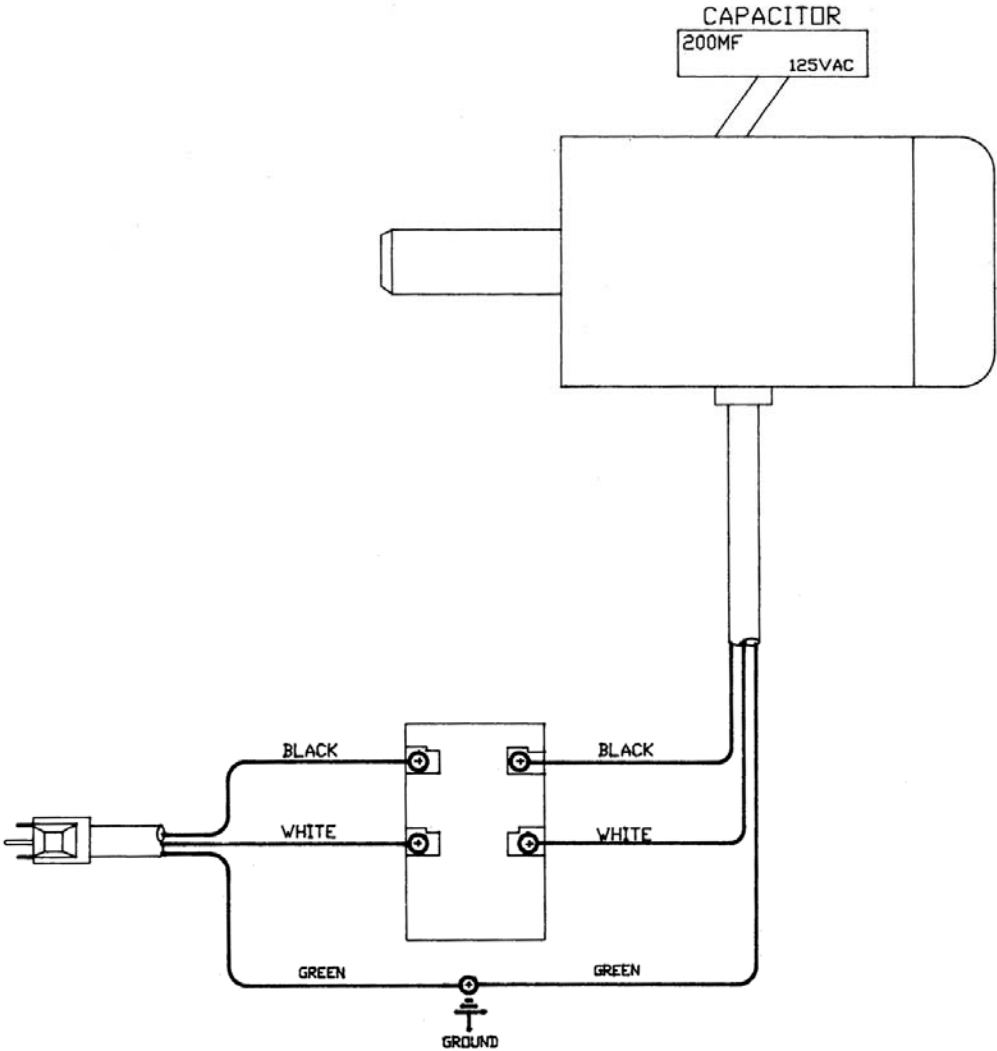 CAPACITOR
200MF
125VAC
BLACK
BLACK
WHITE
WHITE
GREEN
GREEN
GROUND